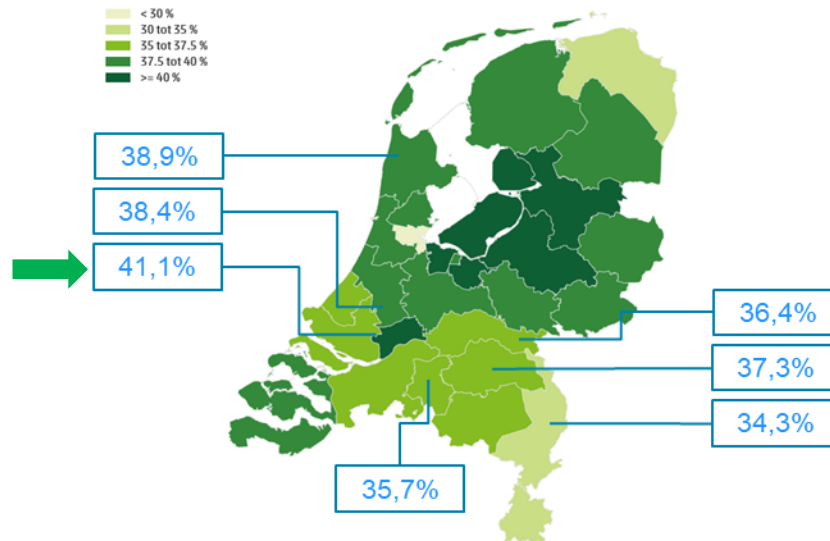 < 30 %
30 tot 35 %
35 tot 37.5 %
37.5 tot 40 %
>= 40 %
38,9%
38,4%
41,1%
36,4%
37,3%
34,3%
35,7%